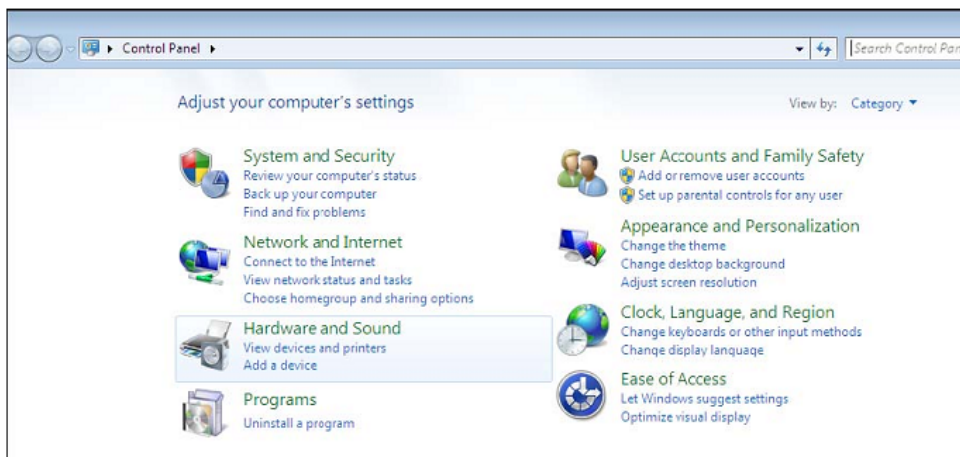 Control Panel
Search Control Pan
Adjust your computer's settings
View by: Category
System and Security
Review your computer's status
Back up your computer
Find and fix problems
Network and Internet
Connect to the Internet
View network status and tasks
Choose homegroup and sharing options
Hardware and Sound
View devices and printers
Add a device
Programs
Uninstall a program
User Accounts and Family Safety
Add or remove user accounts
Set up parental controls for any user
Appearance and Personalization
Change the theme
Change desktop background
Adjust screen resolution
Clock, Language, and Region
Change keyboards or other input methods
Change display language
Ease of Access
Let Windows suggest settings
Optimize visual display